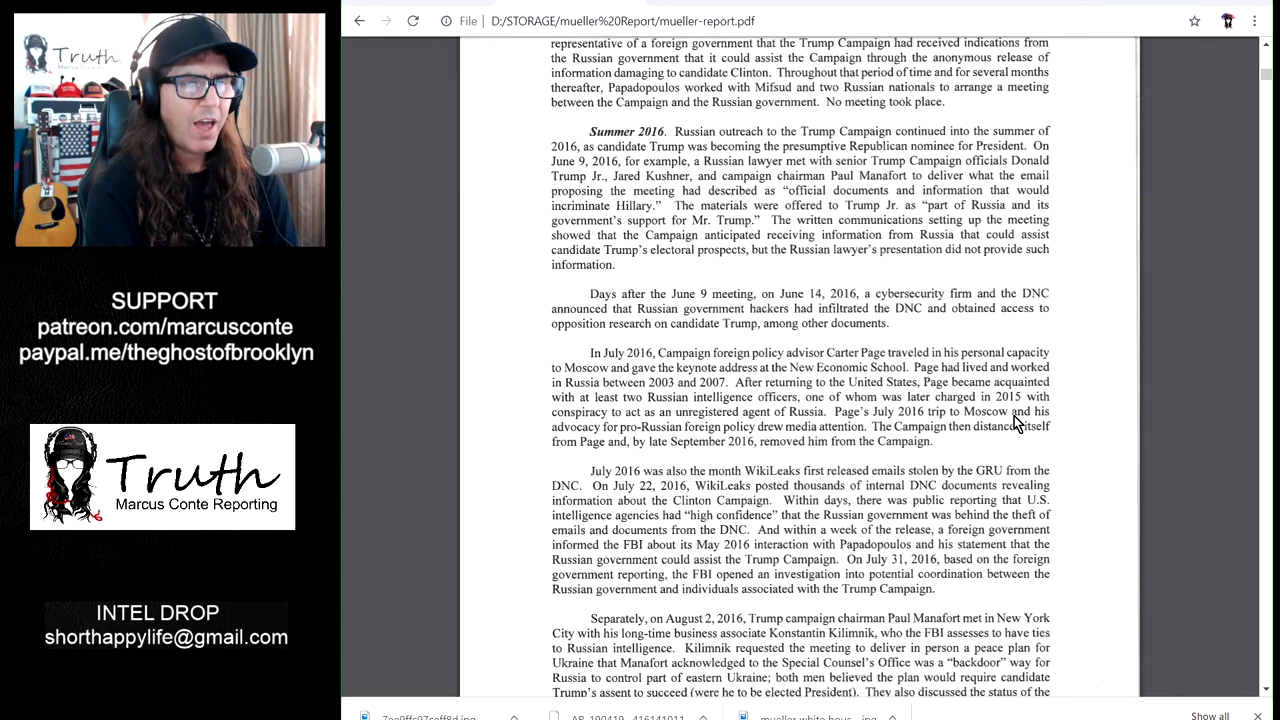 Truth
SUPPORT
patreon.com/marcusconte
paypal.me/theghostofbrooklyn
Truth
Marcus Conte Reporting
INTEL DROP
shorthappylife@gmail.com
File D:/STORAGE/mueller%20Report/mueller-report.pdf
representative of a foreign government that the Trump Campaign had received indications from
the Russian government that it could assist the Campaign through the anonymous release of
information damaging to candidate Clinton. Throughout that period of time and for several months
thereafter, Papadopoulos worked with Mifsud and two Russian nationals to arrange a meeting
between the Campaign and the Russian government. No meeting took place.
Summer 2016. Russian outreach to the Trump Campaign continued into the summer of
2016, as candidate Trump was becoming the presumptive Republican nominee for President. On
June 9, 2016, for example, a Russian lawyer met with senior Trump Campaign officials Donald
Trump Jr., Jared Kushner, and campaign chairman Paul Manafort to deliver what the email
proposing the meeting had described as “official documents and information that would
incriminate Hillary.” The materials were offered to Trump Jr. as “part of Russia and its
government’s support for Mr. Trump.” The written communications setting up the meeting
showed that the Campaign anticipated receiving information from Russia that could assist
candidate Trump’s electoral prospects, but the Russian lawyer’s presentation did not provide such
information.
Days after the June 9 meeting, on June 14, 2016, a cybersecurity firm and the DNC
announced that Russian government hackers had infiltrated the DNC and obtained access to
opposition research on candidate Trump, among other documents.
In July 2016, Campaign foreign policy advisor Carter Page traveled in his personal capacity
to Moscow and gave the keynote address at the New Economic School. Page had lived and worked
in Russia between 2003 and 2007. After returning to the United States, Page became acquainted
with at least two Russian intelligence officers, one of whom was later charged in 2015 with
conspiracy to act as an unregistered agent of Russia. Page’s July 2016 trip to Moscow and his
advocacy for pro-Russian foreign policy drew media attention. The Campaign then distanced itself
from Page and, by late September 2016, removed him from the Campaign.
July 2016 was also the month WikiLeaks first released emails stolen by the GRU from the
DNC. On July 22, 2016, WikiLeaks posted thousands of internal DNC documents revealing
information about the Clinton Campaign. Within days, there was public reporting that U.S.
intelligence agencies had “high confidence” that the Russian government was behind the theft of
emails and documents from the DNC. And within a week of the release, a foreign government
informed the FBI about its May 2016 interaction with Papadopoulos and his statement that the
Russian government could assist the Trump Campaign. On July 31, 2016, based on the foreign
government reporting, the FBI opened an investigation into potential coordination between the
Russian government and individuals associated with the Trump Campaign.
Separately, on August 2, 2016, Trump campaign chairman Paul Manafort met in New York
City with his long-time business associate Konstantin Kilimnik, who the FBI assesses to have ties
to Russian intelligence. Kilimnik requested the meeting to deliver in person a peace plan for
Ukraine that Manafort acknowledged to the Special Counsel’s Office was a “backdoor” way for
Russia to control part of eastern Ukraine; both men believed the plan would require candidate
Trump’s assent to succeed (were he to be elected President). They also discussed the status of the
Show all